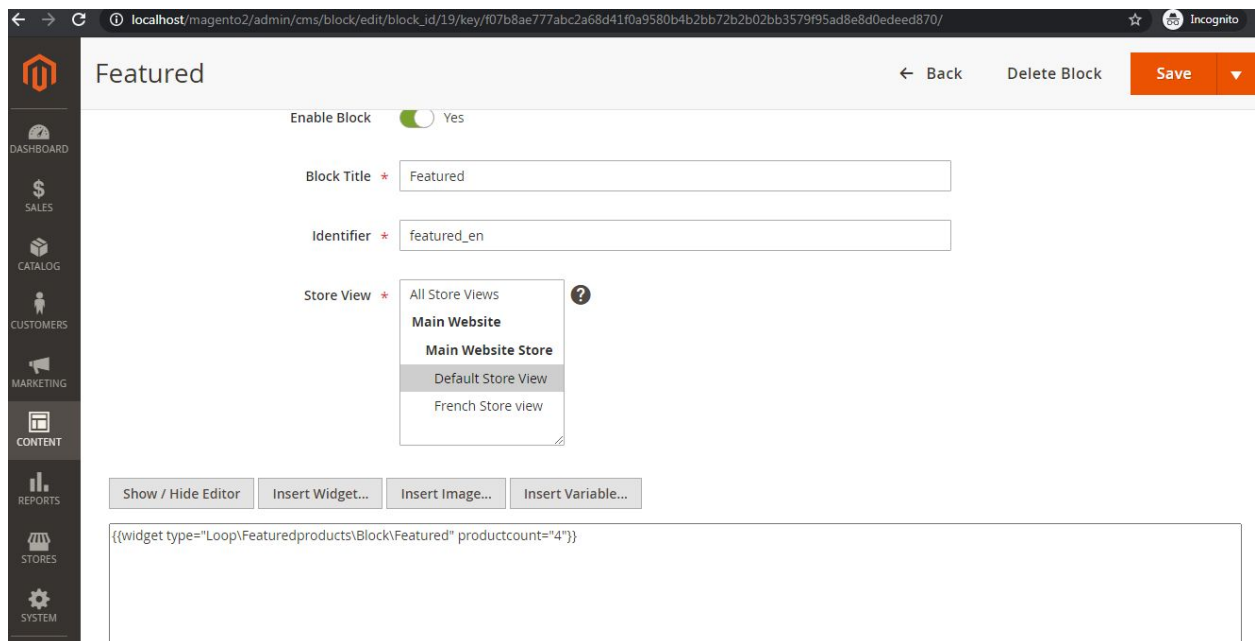 localhost/magento2/admin/cms/block/edit/block_id/19/key/f07b8ae777abc2a68d41f0a9580b4b2bb72b2b02bb3579f95ad8e8d0edeed870/
Incognito
Featured
← Back
Delete Block
Save
DASHBOARD
SALES
CATALOG
CUSTOMERS
MARKETING
CONTENT
REPORTS
STORES
SYSTEM
Enable Block Yes
Block Title * Featured
Identifier * featured_en
Store View * All Store Views
Main Website
Main Website Store
Default Store View
French Store view
Show / Hide Editor
Insert Widget...
Insert Image...
Insert Variable...
{{widget type="Loop\Featuredproducts\Block\Featured" productcount="4"}}